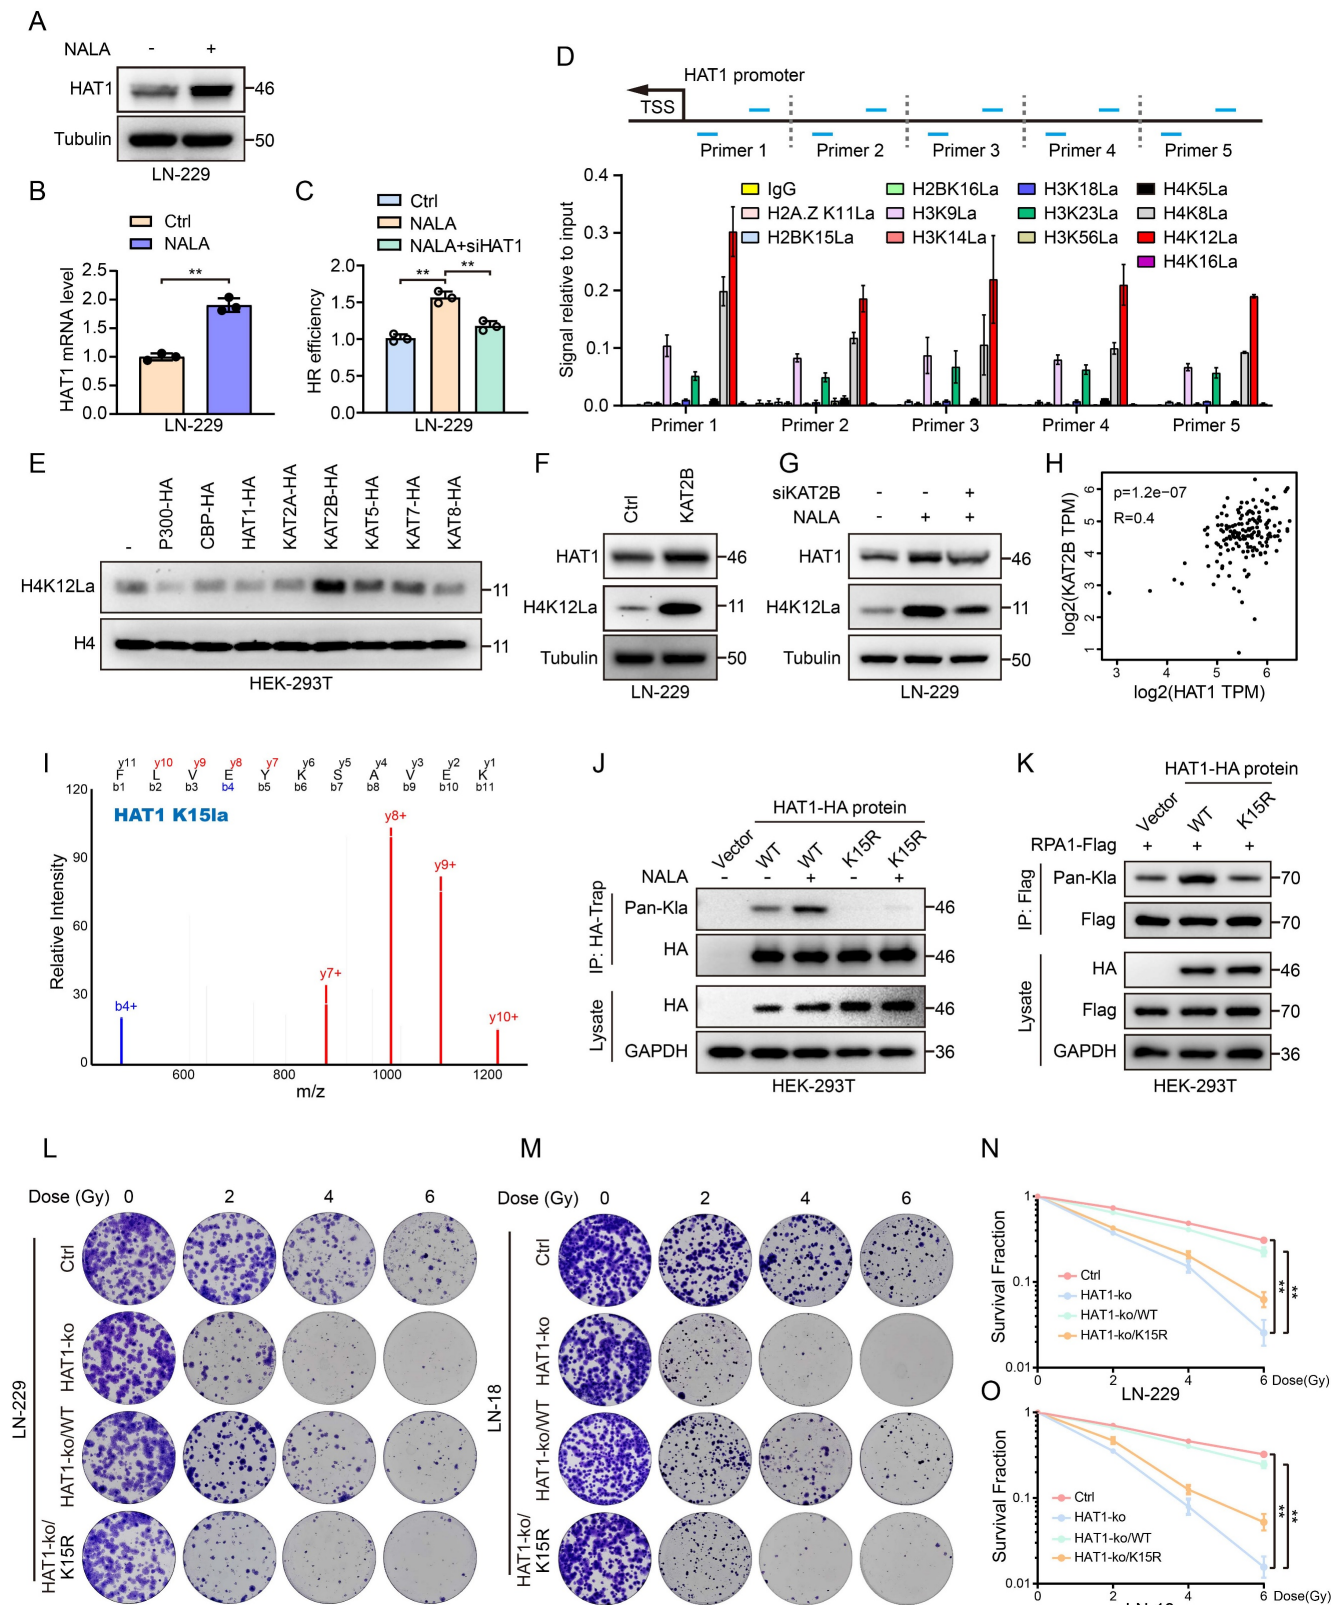 A
NALA - +
HAT1 46
Tubulin 50
LN-229
B
Ctrl
NALA
**
HAT1 mRNA level
2.5
2.0
1.5
1.0
0.5
0.0
LN-229
C
Ctrl
NALA
NALA+siHAT1
** **
HR efficiency
2.0
1.5
1.0
0.5
0.0
LN-229
D
HAT1 promoter
TSS
Primer 1 Primer 2 Primer 3 Primer 4 Primer 5
Signal relative to input
0.4
0.3
0.2
0.1
0.0
IgG H2BK16La H3K18La H4K5La
H2A.Z K11La H3K9La H3K23La H4K8La
H2BK15La H3K14La H3K56La H4K12La
H4K16La
Primer 1 Primer 2 Primer 3 Primer 4 Primer 5
E
- P300-HA CBP-HA HAT1-HA KAT2A-HA KAT2B-HA KAT5-HA KAT7-HA KAT8-HA
H4K12La 11
H4 11
HEK-293T
F
Ctrl KAT2B
HAT1 46
H4K12La 11
Tubulin 50
LN-229
G
siKAT2B - - +
NALA - + +
HAT1 46
H4K12La 11
Tubulin 50
LN-229
H
p=1.2e-07
R=0.4
log2(KAT2B TPM)
6
5
4
3
2
1
3 4 5 6
log2(HAT1 TPM)
I
y11 y10 y9 y8 y7 y6 y5 y4 y3 y2 y1
F L V E Y K S A V E K
b1 b2 b3 b4 b5 b6 b7 b8 b9 b10 b11
HAT1 K15la
Relative Intensity
120
90
60
30
0
b4+
y7+
y8+
y9+
y10+
600 800 1000 1200
m/z
J
HAT1-HA protein
Vector WT WT K15R K15R
NALA - - + - +
IP: HA-Trap
Pan-Kla 46
HA 46
Lysate
HA 46
GAPDH 36
HEK-293T
K
HAT1-HA protein
Vector WT K15R
RPA1-Flag + + +
IP: Flag
Pan-Kla 70
Flag 70
Lysate
HA 46
Flag 70
GAPDH 36
HEK-293T
L
Dose (Gy) 0 2 4 6
LN-229
Ctrl
HAT1-ko
HAT1-ko/WT
HAT1-ko/
K15R
M
Dose (Gy) 0 2 4 6
LN-18
Ctrl
HAT1-ko
HAT1-ko/WT
HAT1-ko/
K15R
N
Survival Fraction
1
0.1
0.01
Ctrl
HAT1-ko
HAT1-ko/WT
HAT1-ko/K15R
** **
0 2 4 6 Dose(Gy)
LN-229
O
Survival Fraction
1
0.1
0.01
Ctrl
HAT1-ko
HAT1-ko/WT
HAT1-ko/K15R
** **
0 2 4 6 Dose(Gy)